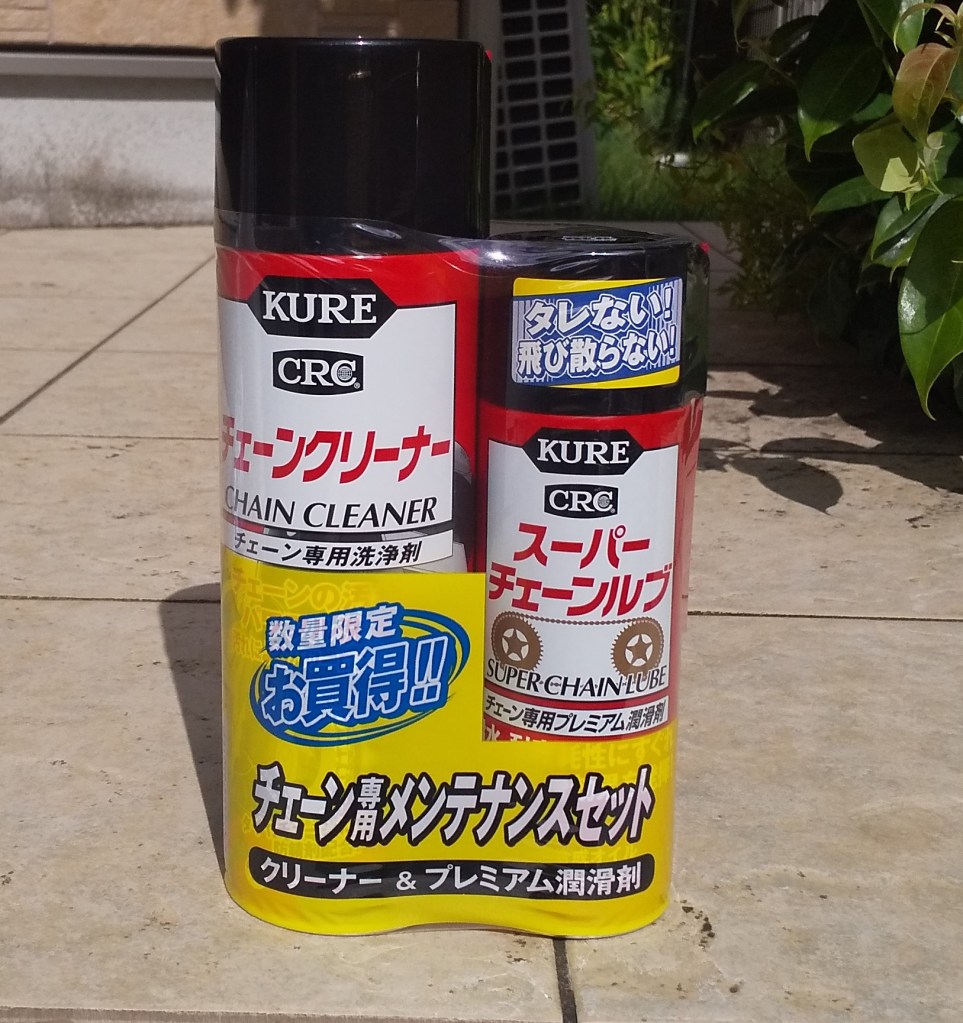 KURE
CRC
チェーンクリーナー
CHAIN CLEANER
チェーン専用洗浄剤
タレない!
飛び散らない!
KURE
CRC
スーパー
チェーンルブ
SUPER-CHAIN-LUBE
チェーン専用プレミアム潤滑剤
数量限定
お買得!!
チェーン専用メンテナンスセット
クリーナー & プレミアム潤滑剤